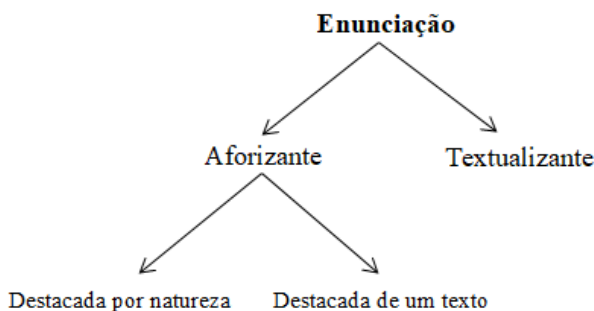 Enunciação
Aforizante
Textualizante
Destacada por natureza
Destacada de um texto